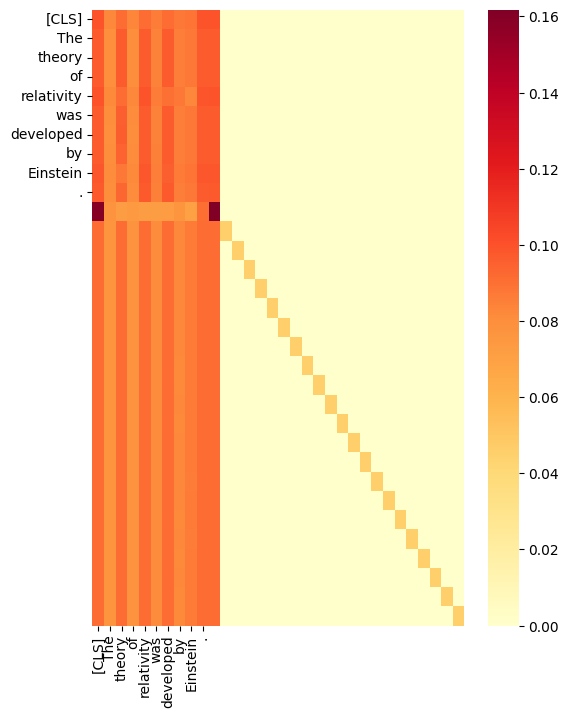 [CLS]
The
theory
of
relativity
was
developed
by
Einstein
.
0.16
0.14
0.12
0.10
0.08
0.06
0.04
0.02
0.00
[CLS]
The
theory
of
relativity
was
developed
by
Einstein
.